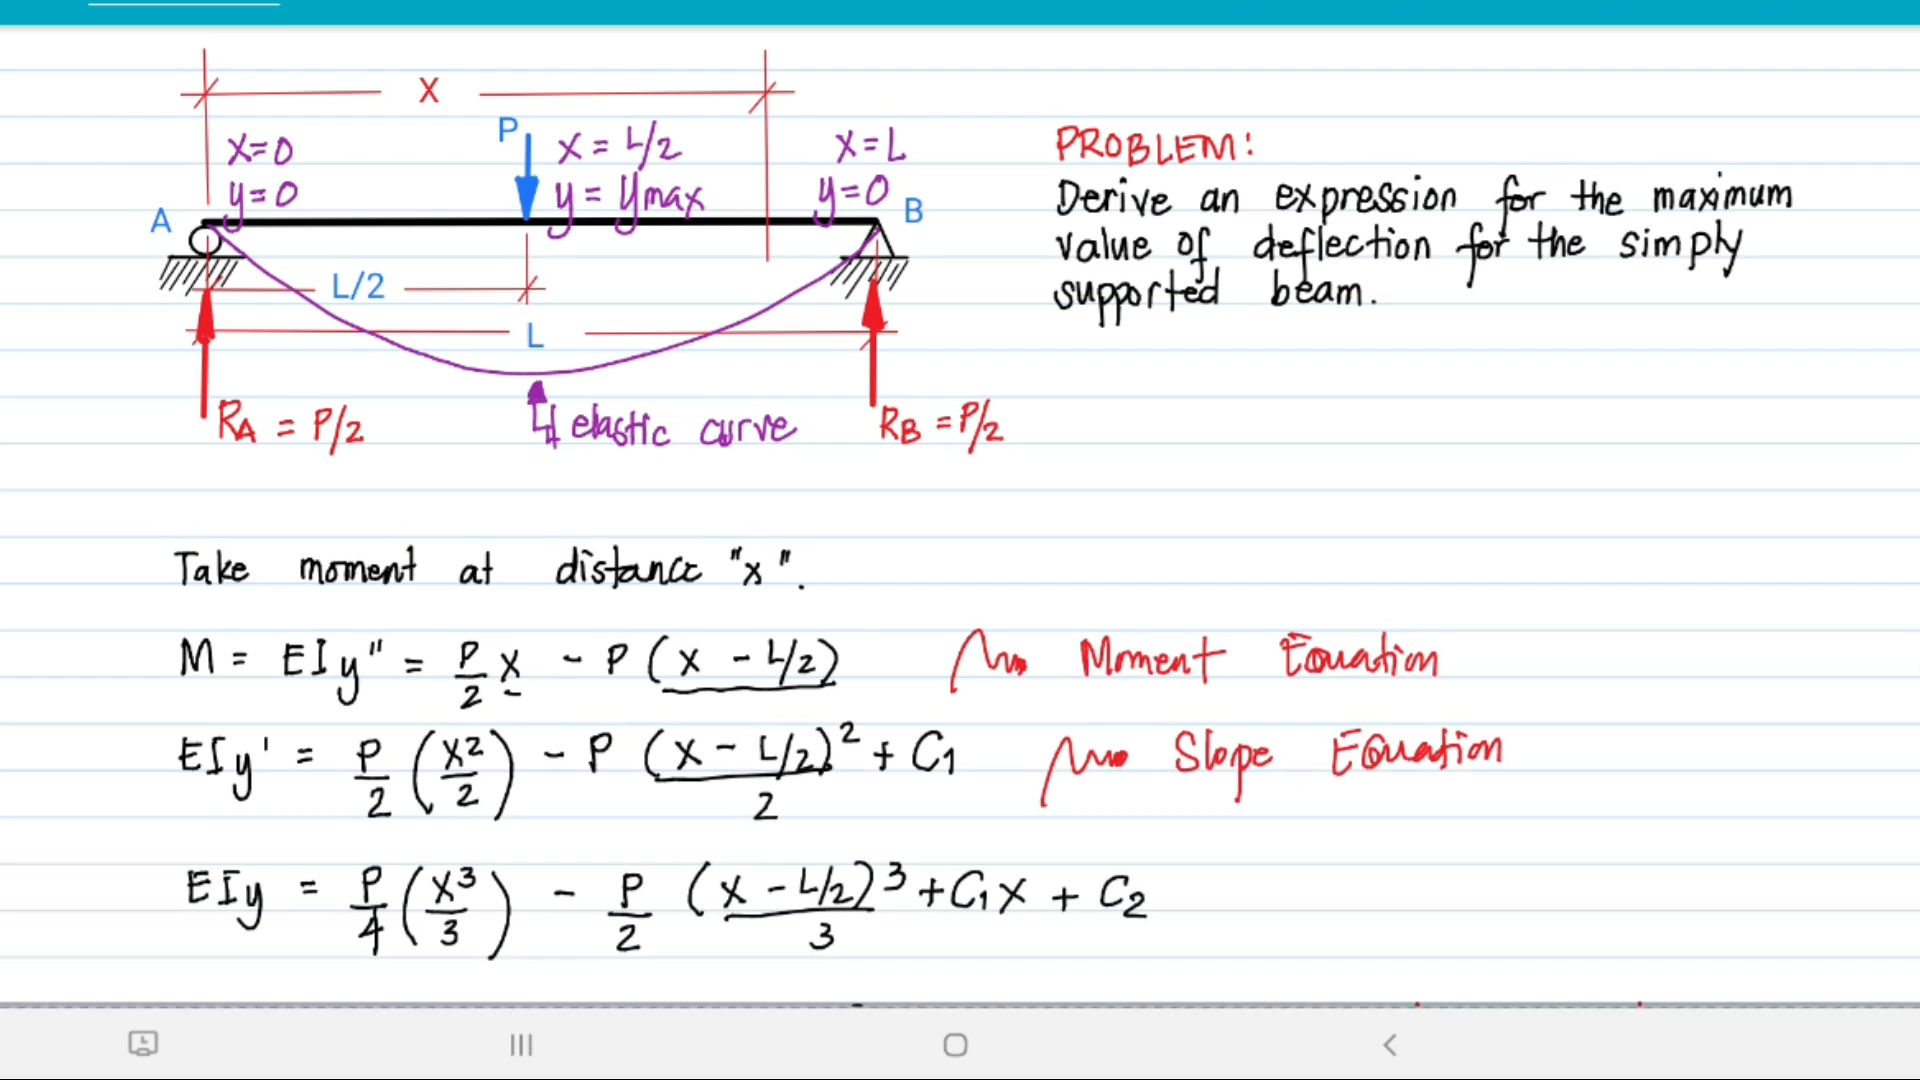 X
P
x=0
x = L/2
x=L
y=0
y = ymax
y=0
A
B
L/2
L
RA = P/2
elastic curve
RB = P/2
PROBLEM:
Derive an expression for the maximum
value of deflection for the simply
supported beam.
Take moment at distance "x".
M = EIy" = P/2 x - P (x - L/2)
Moment Equation
EIy' = P/2 (x²/2) - P (x - L/2)²/2 + C1
Slope Equation
EIy = P/4 (x³/3) - P/2 (x - L/2)³/3 + C1x + C2